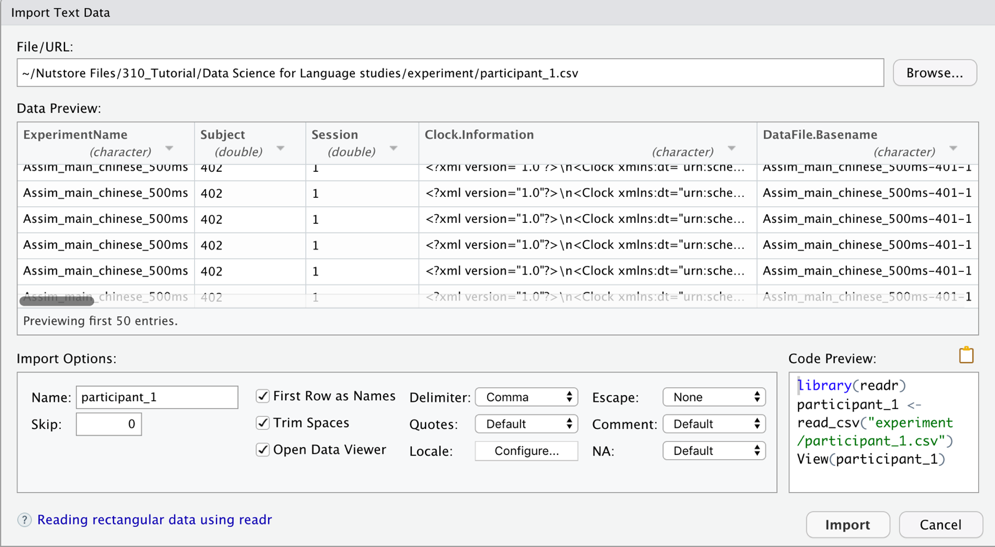 Import Text Data
File/URL:
~/Nutstore Files/310_Tutorial/Data Science for Language studies/experiment/participant_1.csv
Browse...
Data Preview:
ExperimentName Subject Session Clock.Information DataFile.Basename
(character) (double) (double) (character) (character)
Assim_main_chinese_500ms 402 1 <?xml version="1.0"?>\n<Clock xmlns:dt="urn:sche... Assim_main_chinese_500ms-401-1
Assim_main_chinese_500ms 402 1 <?xml version="1.0"?>\n<Clock xmlns:dt="urn:sche... Assim_main_chinese_500ms-401-1
Assim_main_chinese_500ms 402 1 <?xml version="1.0"?>\n<Clock xmlns:dt="urn:sche... Assim_main_chinese_500ms-401-1
Assim_main_chinese_500ms 402 1 <?xml version="1.0"?>\n<Clock xmlns:dt="urn:sche... Assim_main_chinese_500ms-401-1
Assim_main_chinese_500ms 402 1 <?xml version="1.0"?>\n<Clock xmlns:dt="urn:sche... Assim_main_chinese_500ms-401-1
Assim_main_chinese_500ms 402 1 <?xml version="1.0"?>\n<Clock xmlns:dt="urn:sche... Assim_main_chinese_500ms-401-1
Previewing first 50 entries.
Import Options:
Name: participant_1
Skip: 0
First Row as Names
Trim Spaces
Open Data Viewer
Delimiter: Comma
Quotes: Default
Locale: Configure...
Escape: None
Comment: Default
NA: Default
Code Preview:
library(readr)
participant_1 <-
read_csv("experiment
/participant_1.csv")
View(participant_1)
? Reading rectangular data using readr
Import
Cancel